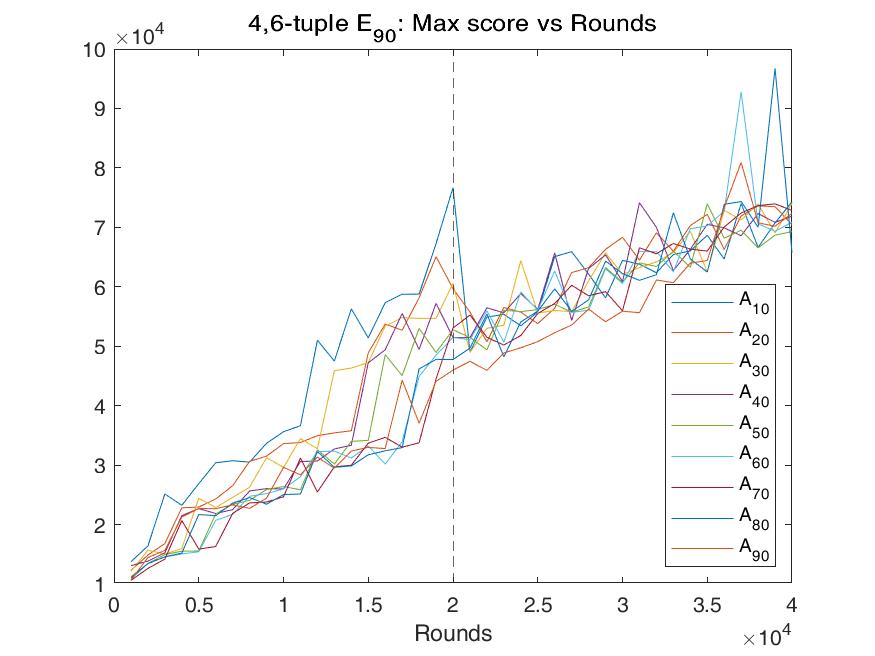 4,6-tuple E90: Max score vs Rounds
×10^4
10
9
8
7
6
5
4
3
2
1
0 0.5 1 1.5 2 2.5 3 3.5 4
Rounds
×10^4
A10
A20
A30
A40
A50
A60
A70
A80
A90